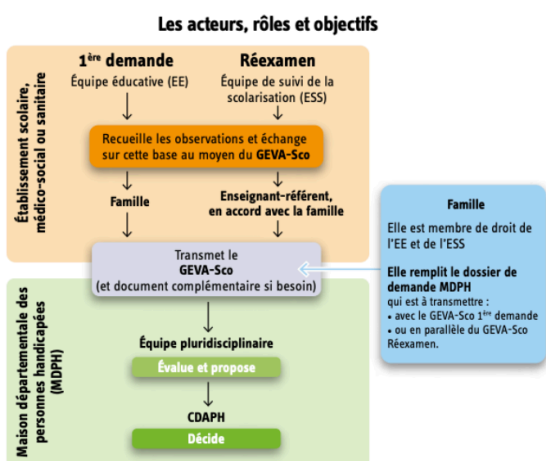 Les acteurs, rôles et objectifs
Établissement scolaire,
médico-social ou sanitaire
1ère demande
Équipe éducative (EE)
Réexamen
Équipe de suivi de la
scolarisation (ESS)
Recueille les observations et échange
sur cette base au moyen du GEVA-Sco
Famille
Enseignant-référent,
en accord avec la famille
Transmet le
GEVA-Sco
(et document complémentaire si besoin)
Famille
Elle est membre de droit de
l'EE et de l'ESS
Elle remplit le dossier de
demande MDPH
qui est à transmettre :
• avec le GEVA-Sco 1ère demande
• ou en parallèle du GEVA-Sco
Réexamen.
Maison départementale des
personnes handicapées
(MDPH)
Équipe pluridisciplinaire
Évalue et propose
CDAPH
Décide